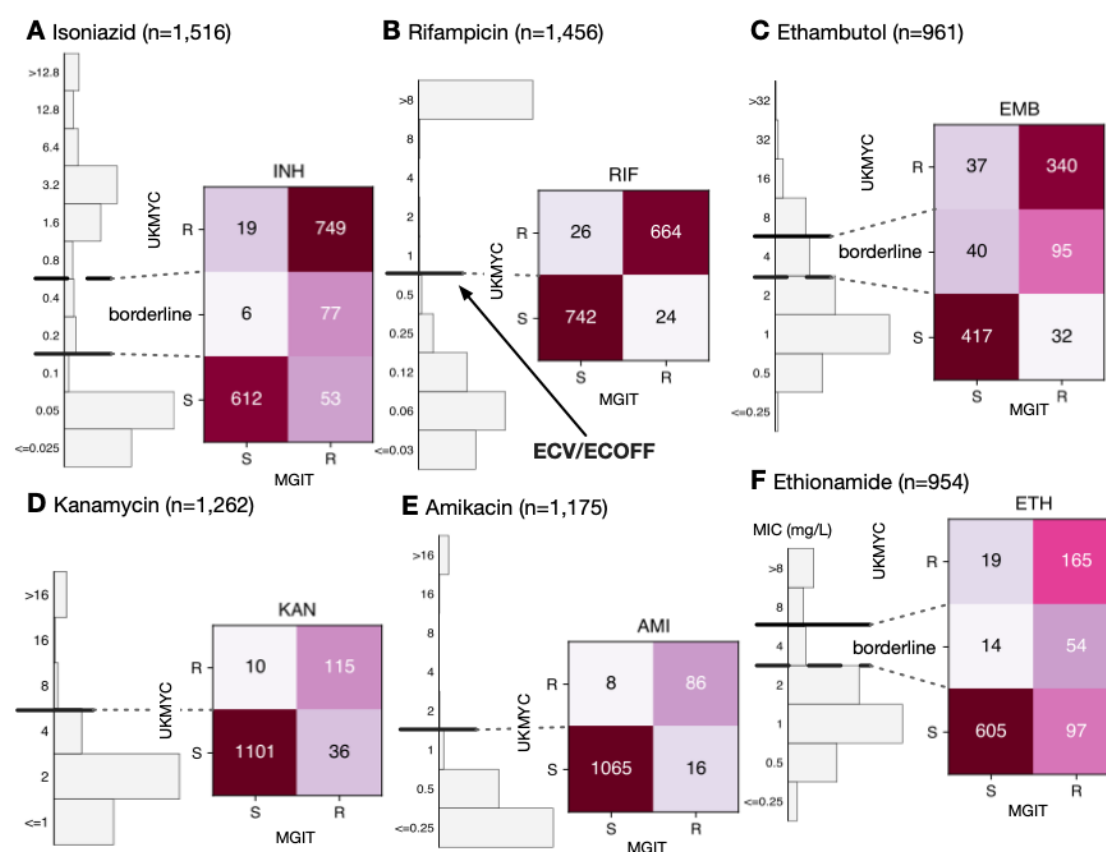 A Isoniazid (n=1,516)
>12.8
12.8
6.4
3.2
1.6
0.8
0.4
0.2
0.1
0.05
<=0.025
UKMYC
INH
R
19
749
borderline
6
77
S
612
53
S
R
MGIT
B Rifampicin (n=1,456)
>8
8
4
2
1
0.5
0.25
0.12
0.06
<=0.03
UKMYC
RIF
R
26
664
S
742
24
S
R
MGIT
ECV/ECOFF
C Ethambutol (n=961)
>32
32
16
8
4
2
1
0.5
<=0.25
UKMYC
EMB
R
37
340
borderline
40
95
S
417
32
S
R
MGIT
D Kanamycin (n=1,262)
>16
16
8
4
2
<=1
UKMYC
KAN
R
10
115
S
1101
36
S
R
MGIT
E Amikacin (n=1,175)
>16
16
8
4
2
1
0.5
<=0.25
UKMYC
AMI
R
8
86
S
1065
16
S
R
MGIT
F Ethionamide (n=954)
MIC (mg/L)
>8
8
4
2
1
0.5
<=0.25
UKMYC
ETH
R
19
165
borderline
14
54
S
605
97
S
R
MGIT